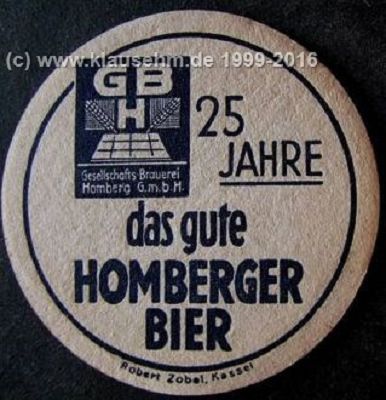 (c) www.klausehm.de 1999-2016
GB
H
Gesellschafts-Brauerei
Homberg G.m.b.H.
25
JAHRE
das gute
HOMBERGER
BIER
Robert Zobel, Kassel